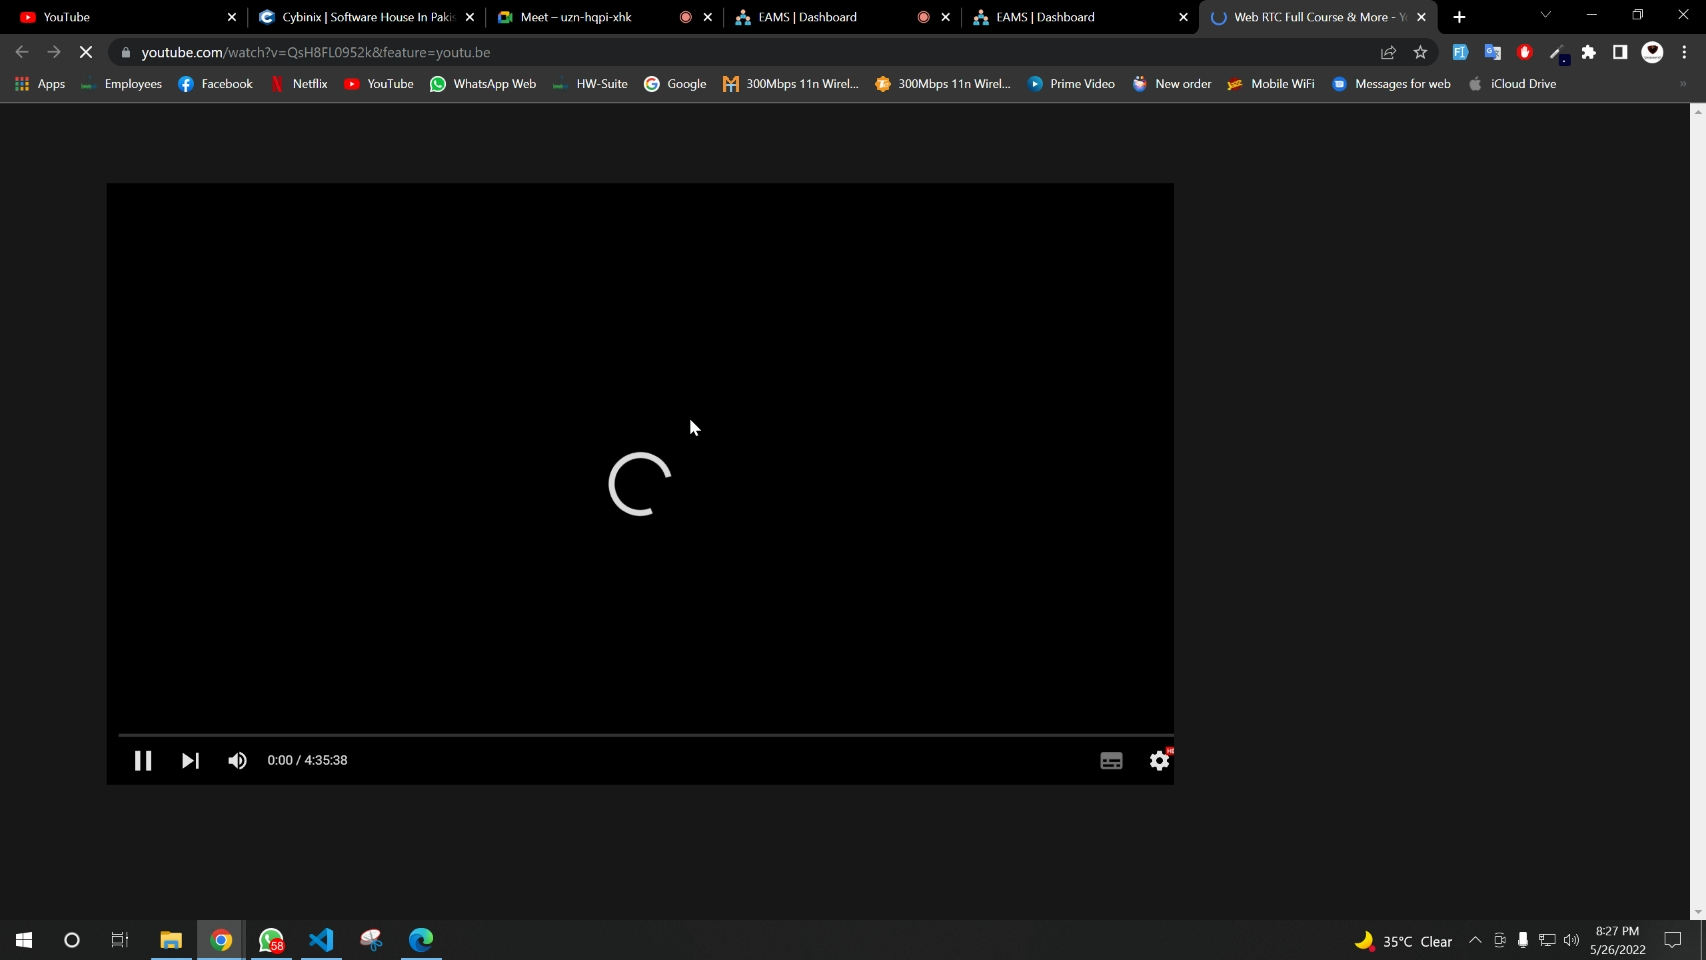 YouTube
Cybinix | Software House In Pakis
Meet – uzn-hqpi-xhk
EAMS | Dashboard
EAMS | Dashboard
Web RTC Full Course & More - Yo
youtube.com/watch?v=QsH8FL0952k&feature=youtu.be
Apps
Employees
Facebook
Netflix
YouTube
WhatsApp Web
HW-Suite
Google
300Mbps 11n Wirel...
300Mbps 11n Wirel...
Prime Video
New order
Mobile WiFi
Messages for web
iCloud Drive
»
0:00 / 4:35:38
58
35°C Clear
8:27 PM
5/26/2022